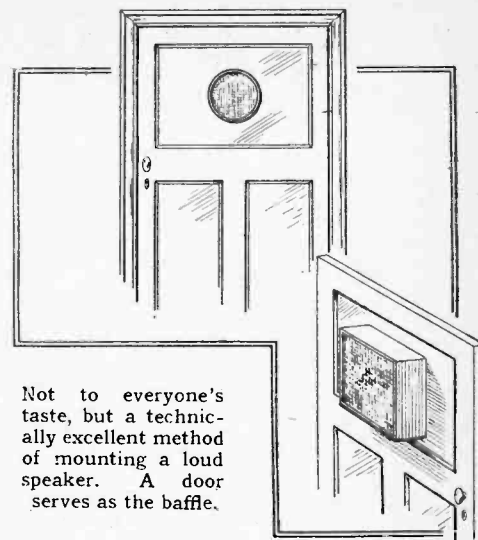 Not to everyone's
taste, but a technic-
ally excellent method
of mounting a loud
speaker. A door
serves as the baffle.